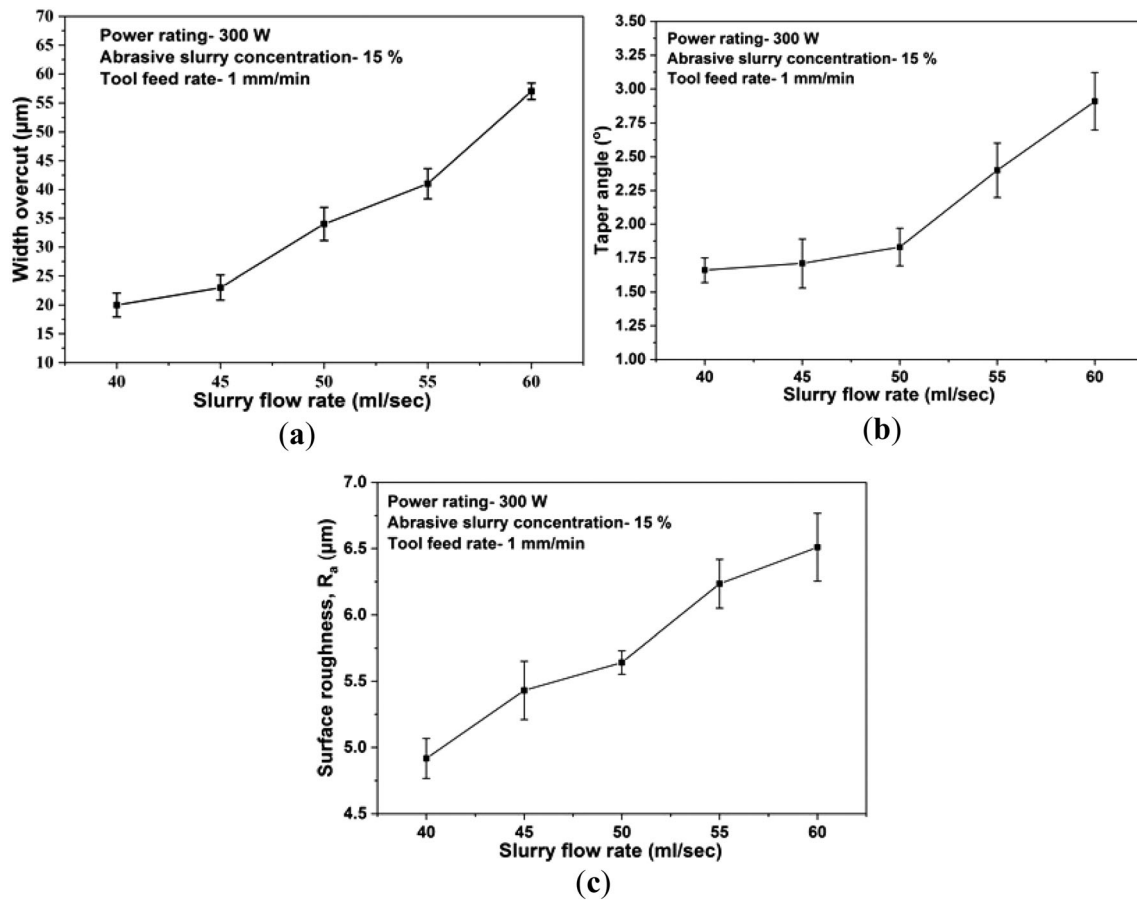 70
65
60
55
50
45
40
35
30
25
20
15
10
Width overcut (µm)
Power rating- 300 W
Abrasive slurry concentration- 15 %
Tool feed rate- 1 mm/min
40 45 50 55 60
Slurry flow rate (ml/sec)
(a)
3.50
3.25
3.00
2.75
2.50
2.25
2.00
1.75
1.50
1.25
1.00
Taper angle (º)
Power rating- 300 W
Abrasive slurry concentration- 15 %
Tool feed rate- 1 mm/min
40 45 50 55 60
Slurry flow rate (ml/sec)
(b)
7.0
6.5
6.0
5.5
5.0
4.5
Surface roughness, Ra (µm)
Power rating- 300 W
Abrasive slurry concentration- 15 %
Tool feed rate- 1 mm/min
40 45 50 55 60
Slurry flow rate (ml/sec)
(c)